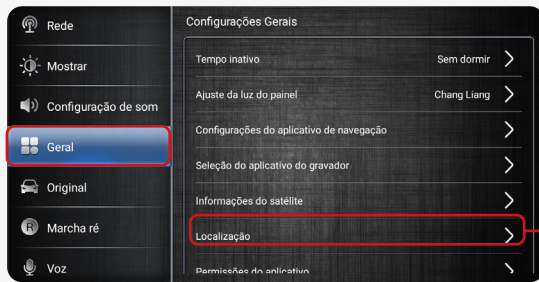 Rede
Mostrar
Configuração de som
Geral
Original
R Marcha ré
Voz
Configurações Gerais
Tempo inativo Sem dormir
Ajuste da luz do painel Chang Liang
Configurações do aplicativo de navegação
Seleção do aplicativo do gravador
Informações do satélite
Localização
Permissões do aplicativo